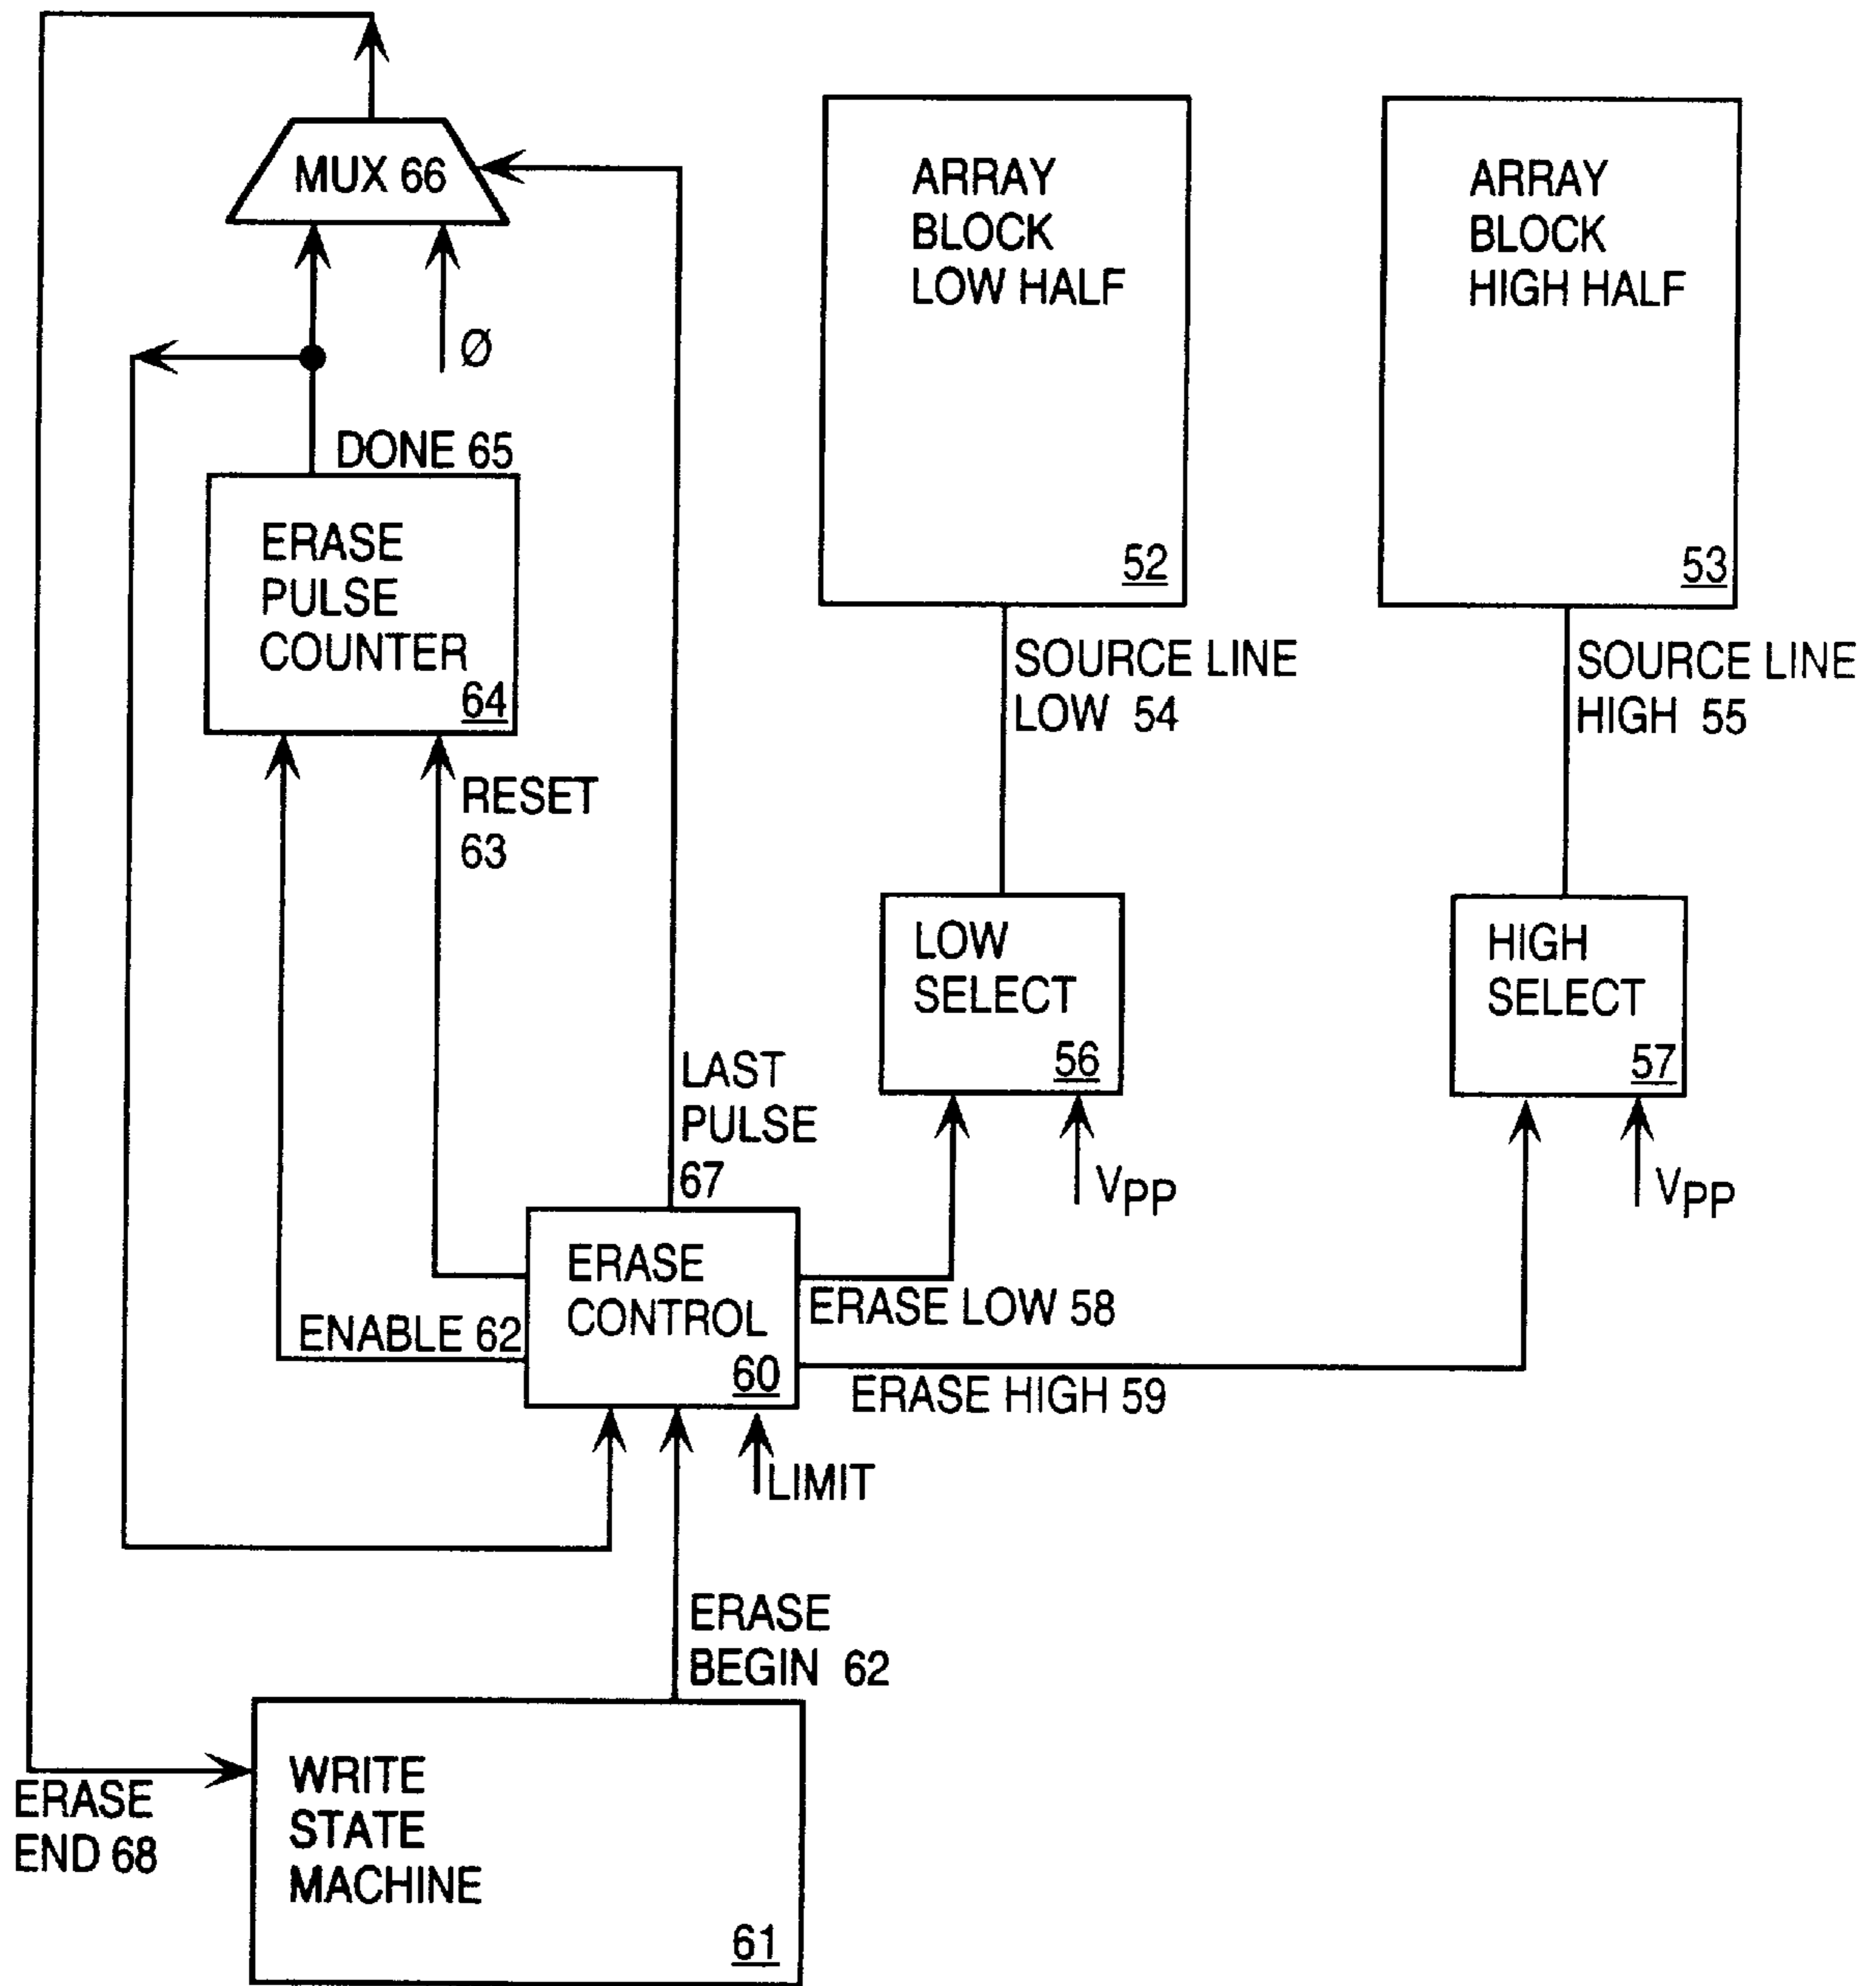 MUX 66
Ø
DONE 65
ERASE
PULSE
COUNTER
64
RESET
63
ARRAY
BLOCK
LOW HALF
52
ARRAY
BLOCK
HIGH HALF
53
SOURCE LINE
LOW 54
SOURCE LINE
HIGH 55
LOW
SELECT
56
HIGH
SELECT
57
VPP
VPP
LAST
PULSE
67
ENABLE 62
ERASE
CONTROL
60
ERASE LOW 58
ERASE HIGH 59
LIMIT
ERASE
BEGIN 62
ERASE
END 68
WRITE
STATE
MACHINE
61